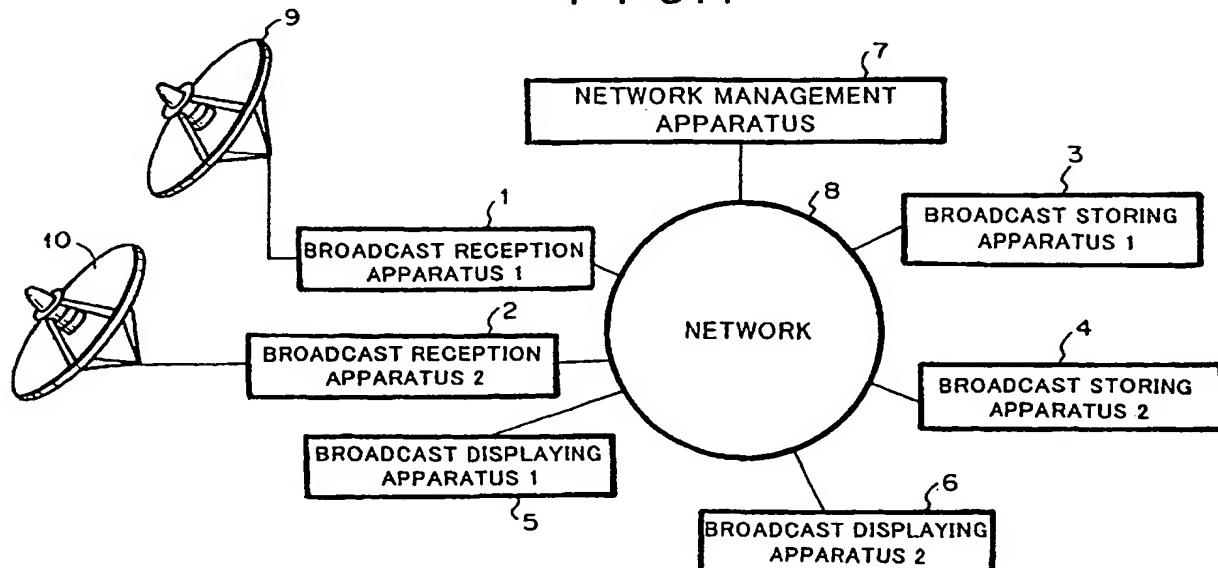 9
7
NETWORK MANAGEMENT
APPARATUS
1
BROADCAST RECEPTION
APPARATUS 1
8
3
BROADCAST STORING
APPARATUS 1
10
2
BROADCAST RECEPTION
APPARATUS 2
NETWORK
4
BROADCAST STORING
APPARATUS 2
BROADCAST DISPLAYING
APPARATUS 1
5
6
BROADCAST DISPLAYING
APPARATUS 2